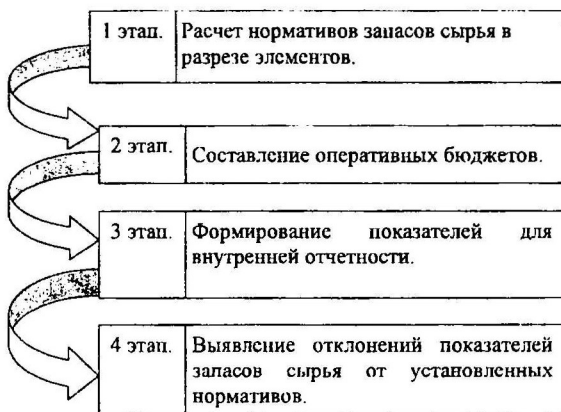 1 этап. Расчет нормативов запасов сырья в
разрезе элементов.
2 этап. Составление оперативных бюджетов.
3 этап. Формирование показателей для
внутренней отчетности.
4 этап. Выявление отклонений показателей
запасов сырья от установленных
нормативов.